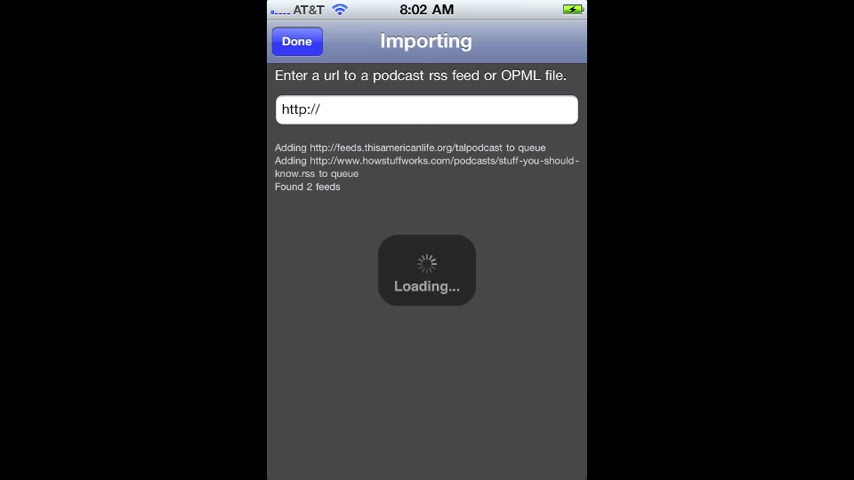 AT&T 8:02 AM
Done Importing
Enter a url to a podcast rss feed or OPML file.
http://
Adding http://feeds.thisamericanlife.org/talpodcast to queue
Adding http://www.howstuffworks.com/podcasts/stuff-you-should-
know.rss to queue
Found 2 feeds
Loading...